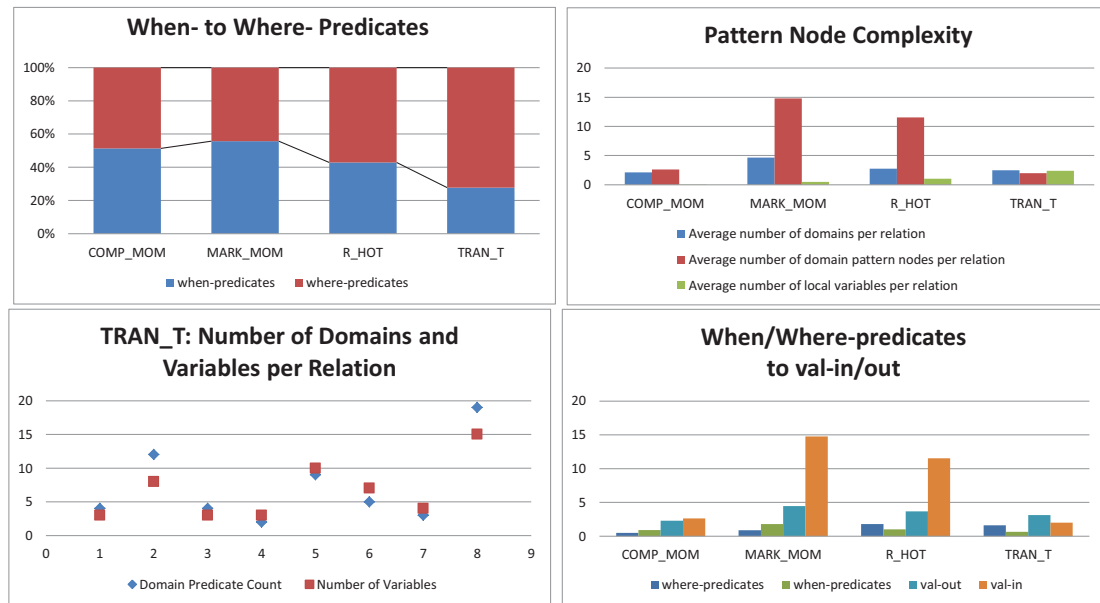 When- to Where- Predicates
100%
80%
60%
40%
20%
0%
COMP_MOM MARK_MOM R_HOT TRAN_T
when-predicates where-predicates
Pattern Node Complexity
20
15
10
5
0
COMP_MOM MARK_MOM R_HOT TRAN_T
Average number of domains per relation
Average number of domain pattern nodes per relation
Average number of local variables per relation
TRAN_T: Number of Domains and
Variables per Relation
20
15
10
5
0
0 1 2 3 4 5 6 7 8 9
Domain Predicate Count Number of Variables
When/Where-predicates
to val-in/out
20
15
10
5
0
COMP_MOM MARK_MOM R_HOT TRAN_T
where-predicates when-predicates val-out val-in